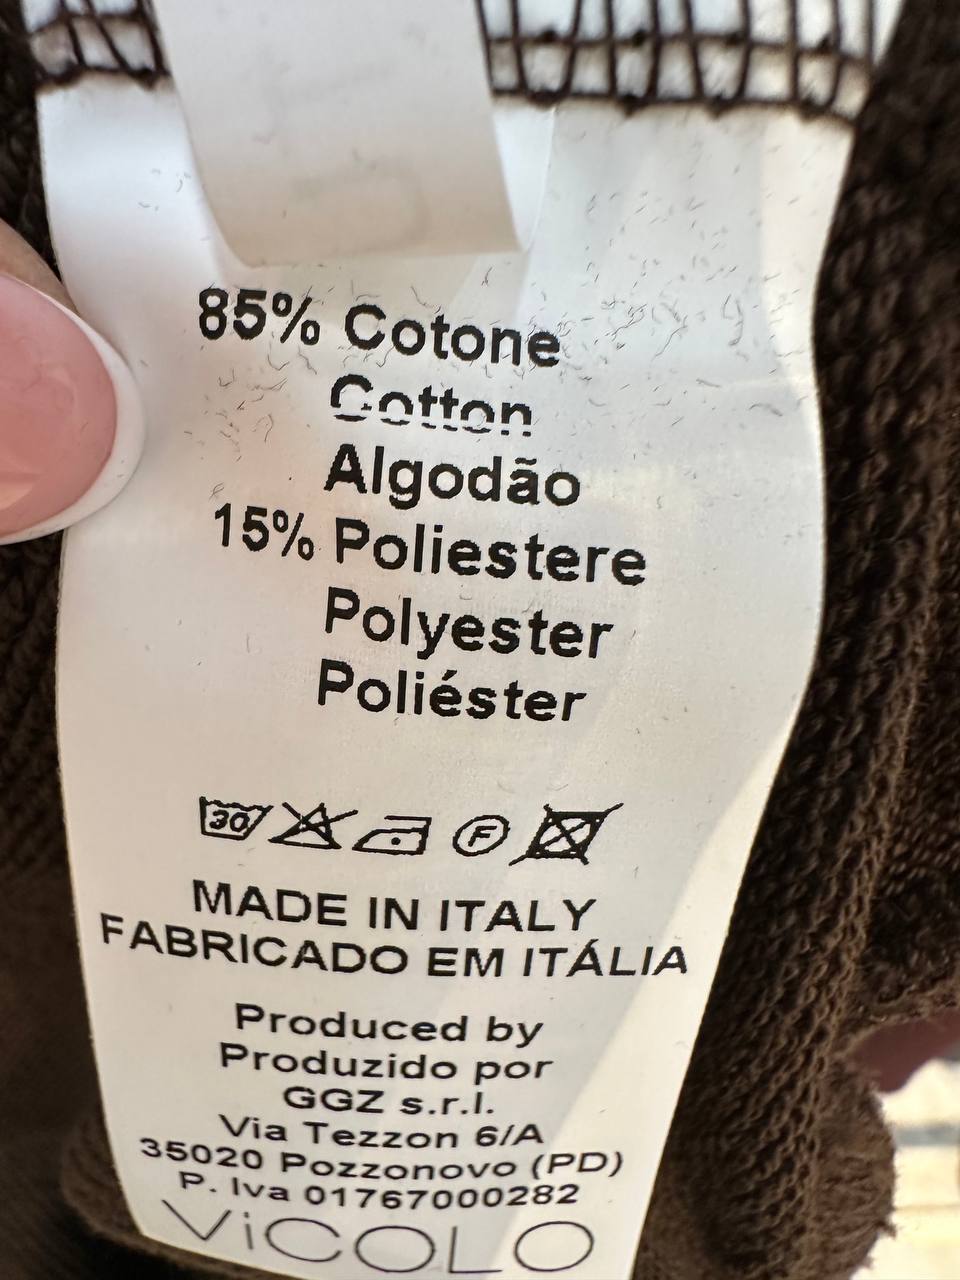 85% Cotone
Cotton
Algodão
15% Poliestere
Polyester
Poliéster
30 F
MADE IN ITALY
FABRICADO EM ITÁLIA
Produced by
Produzido por
GGZ s.r.l.
Via Tezzon 6/A
35020 Pozzonovo (PD)
P. Iva 01767000282
ViCOLO